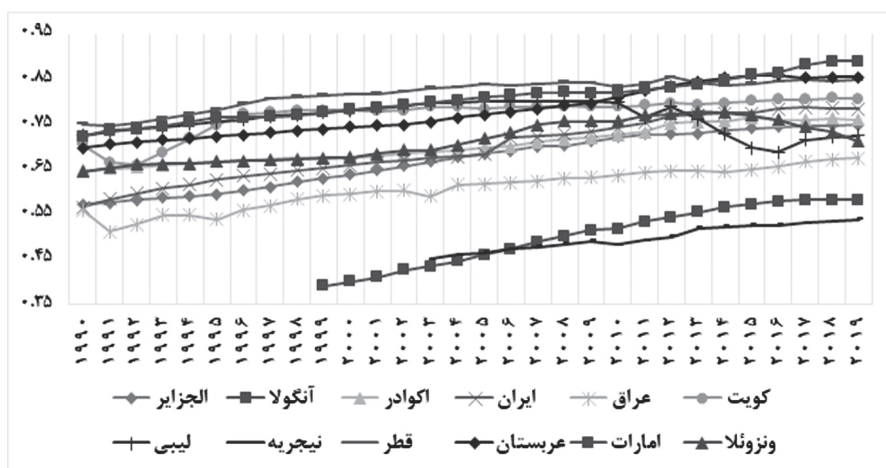 ۰.۹۵
۰.۸۵
۰.۷۵
۰.۶۵
۰.۵۵
۰.۴۵
۰.۳۵
۱۹۹۰ ۱۹۹۱ ۱۹۹۲ ۱۹۹۳ ۱۹۹۴ ۱۹۹۵ ۱۹۹۶ ۱۹۹۷ ۱۹۹۸ ۱۹۹۹ ۲۰۰۰ ۲۰۰۱ ۲۰۰۲ ۲۰۰۳ ۲۰۰۴ ۲۰۰۵ ۲۰۰۶ ۲۰۰۷ ۲۰۰۸ ۲۰۰۹ ۲۰۱۰ ۲۰۱۱ ۲۰۱۲ ۲۰۱۳ ۲۰۱۴ ۲۰۱۵ ۲۰۱۶ ۲۰۱۷ ۲۰۱۸ ۲۰۱۹
الجزایر آنگولا اکوادر ایران عراق کویت
لیبی نیجریه قطر عربستان امارات ونزوئلا